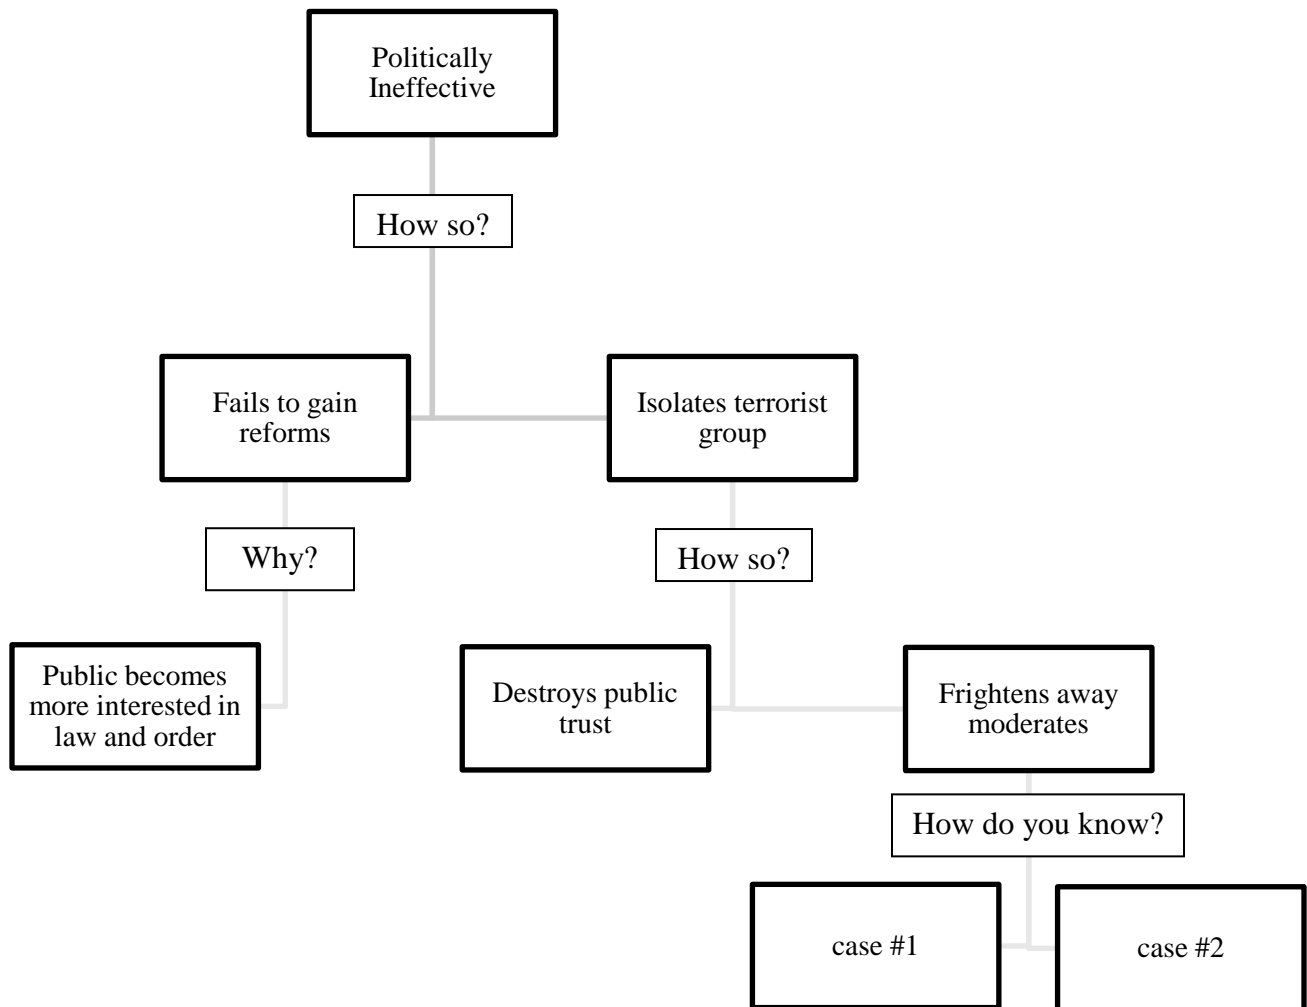 Politically
Ineffective
How so?
Fails to gain
reforms
Isolates terrorist
group
Why?
How so?
Public becomes
more interested in
law and order
Destroys public
trust
Frightens away
moderates
How do you know?
case #1
case #2